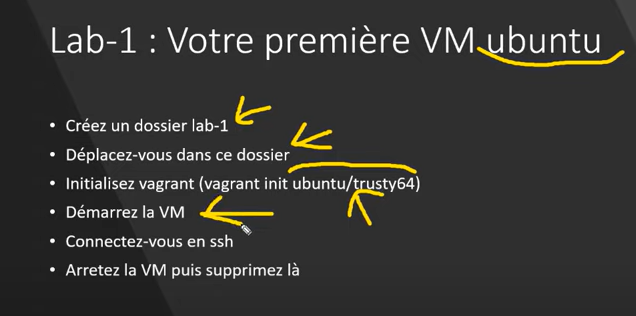 Lab-1 : Votre première VM ubuntu
• Créez un dossier lab-1
• Déplacez-vous dans ce dossier
• Initialisez vagrant (vagrant init ubuntu/trusty64)
• Démarrez la VM
• Connectez-vous en ssh
• Arretez la VM puis supprimez là